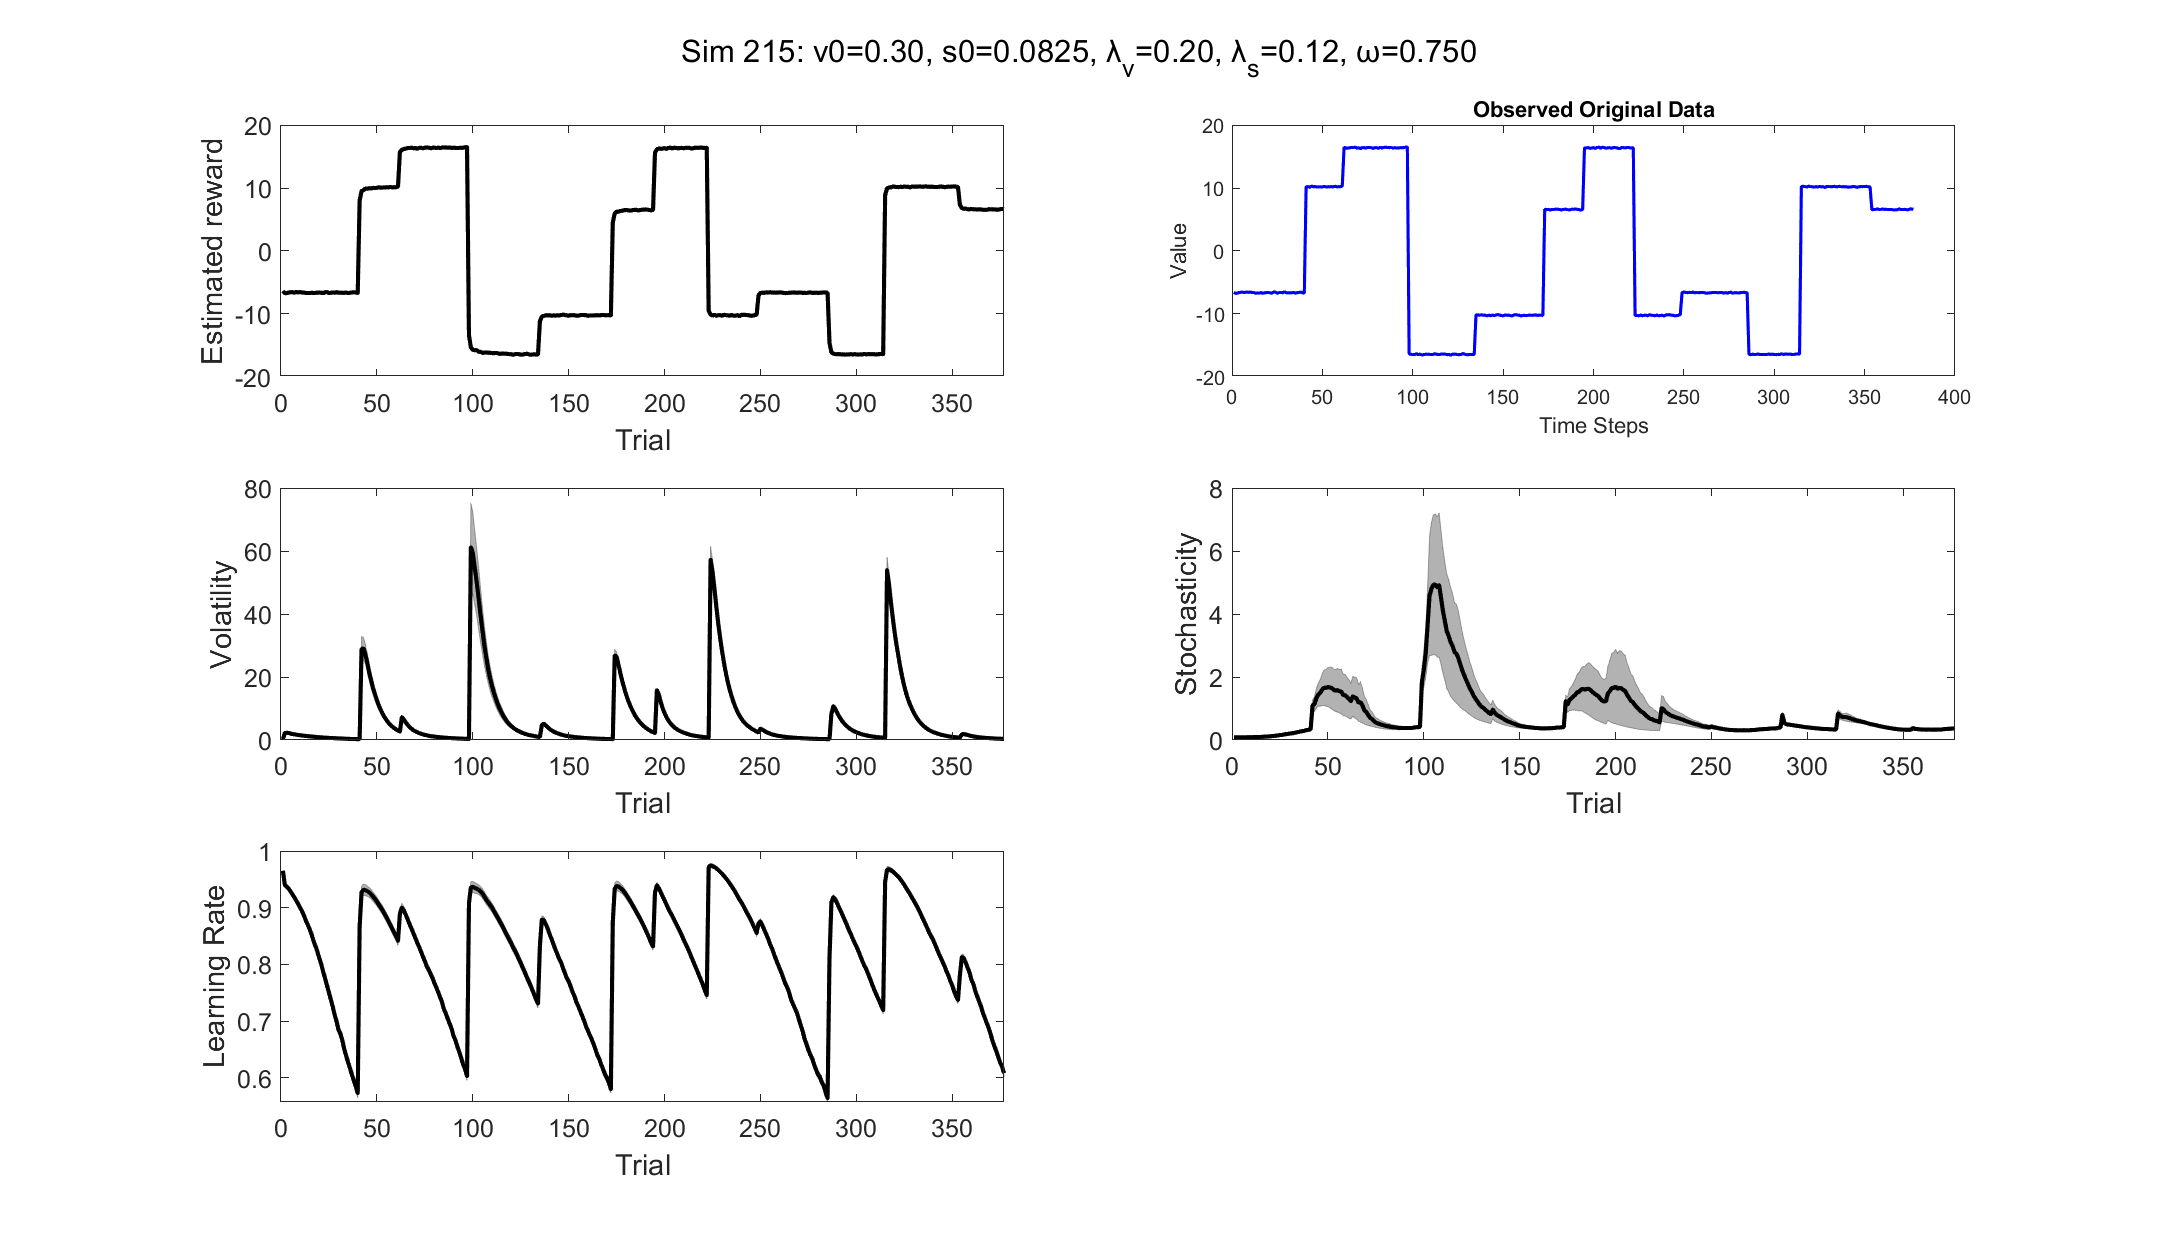 Sim 215: v0=0.30, s0=0.0825, λ_v=0.20, λ_s=0.12, ω=0.750
Estimated reward
20
10
0
-10
-20
0 50 100 150 200 250 300 350
Trial
Observed Original Data
Value
20
10
0
-10
-20
0 50 100 150 200 250 300 350 400
Time Steps
Volatility
80
60
40
20
0
0 50 100 150 200 250 300 350
Trial
Stochasticity
8
6
4
2
0
0 50 100 150 200 250 300 350
Trial
Learning Rate
1
0.9
0.8
0.7
0.6
0 50 100 150 200 250 300 350
Trial